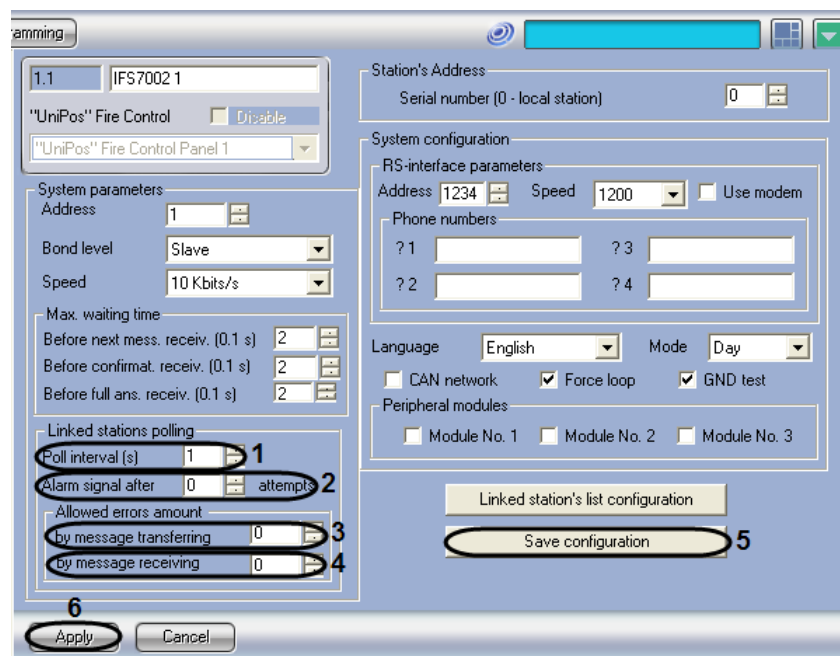 ramming
1.1 IFS7002 1
"UniPos" Fire Control Disable
"UniPos" Fire Control Panel 1
System parameters
Address 1
Bond level Slave
Speed 10 Kbits/s
Max. waiting time
Before next mess. receiv. (0.1 s) 2
Before confirmat. receiv. (0.1 s) 2
Before full ans. receiv. (0.1 s) 2
Linked stations polling
Poll interval (s) 1 1
Alarm signal after 0 attempts 2
Allowed errors amount
by message transferring 0 3
by message receiving 0 4
Station's Address
Serial number (0 - local station) 0
System configuration
RS-interface parameters
Address 1234 Speed 1200 Use modem
Phone numbers
? 1 ? 3
? 2 ? 4
Language English Mode Day
CAN network Force loop GND test
Peripheral modules
Module No. 1 Module No. 2 Module No. 3
Linked station's list configuration
Save configuration 5
6
Apply Cancel